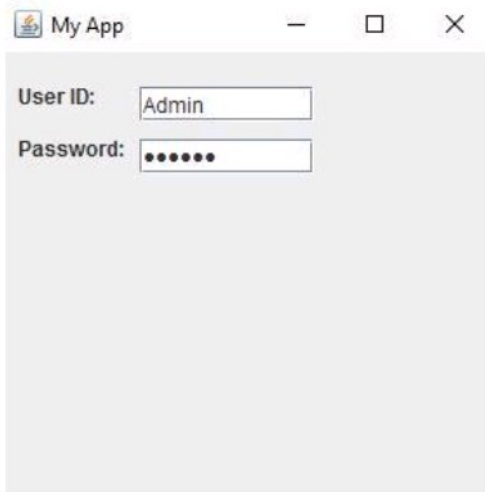 My App
User ID: Admin
Password: ••••••